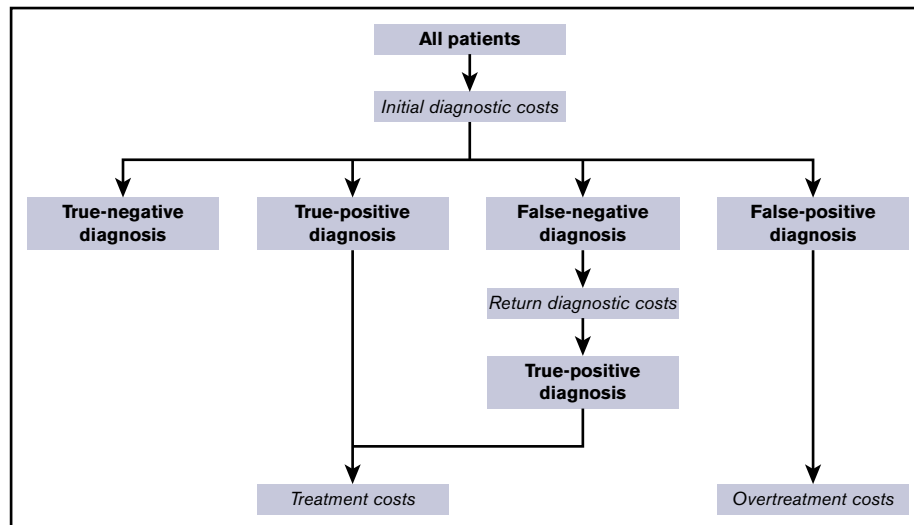 All patients
Initial diagnostic costs
True-negative
diagnosis
True-positive
diagnosis
False-negative
diagnosis
False-positive
diagnosis
Return diagnostic costs
True-positive
diagnosis
Treatment costs
Overtreatment costs